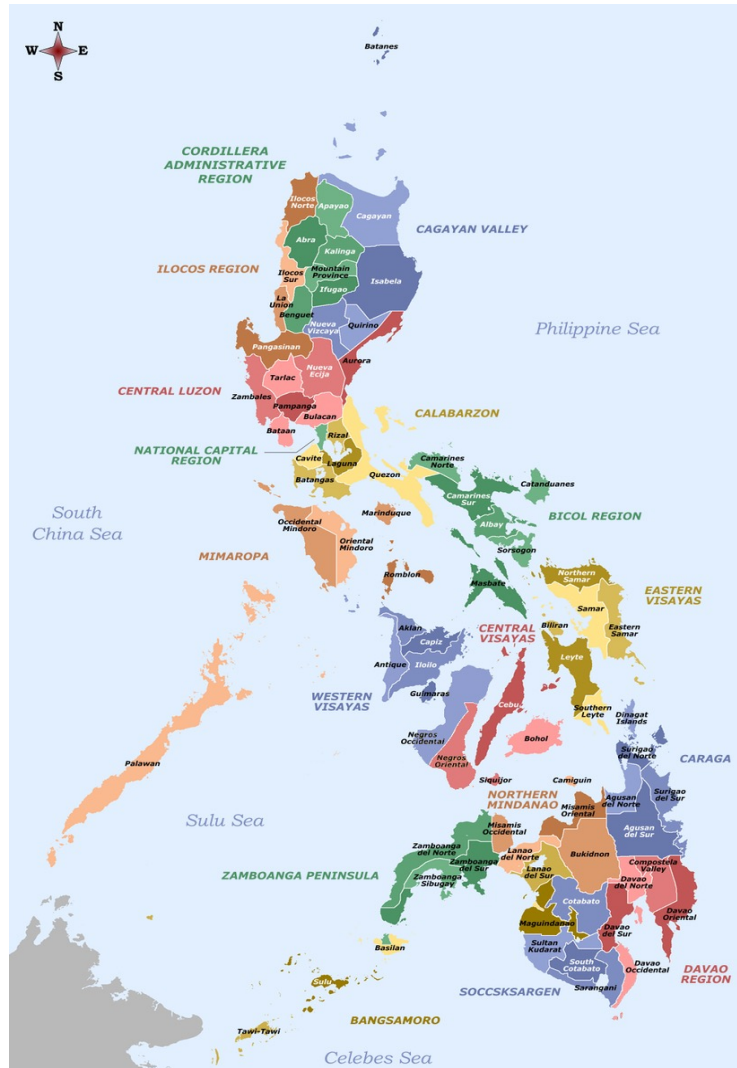 N
W E
S
Batanes
CORDILLERA
ADMINISTRATIVE
REGION
Ilocos
Norte
Apayao
Cagayan
CAGAYAN VALLEY
Abra
Kalinga
ILOCOS REGION
Ilocos
Sur
Mountain
Province
Isabela
Ifugao
La
Union
Benguet
Nueva
Vizcaya
Quirino
Philippine Sea
Pangasinan
Aurora
Nueva
Ecija
Tarlac
CENTRAL LUZON
Zambales
Pampanga
Bulacan
CALABARZON
Bataan
Rizal
NATIONAL CAPITAL
REGION
Cavite
Laguna
Batangas
Quezon
Camarines
Norte
Catanduanes
Camarines
Sur
South
China Sea
Marinduque
BICOL REGION
Albay
Occidental
Mindoro
Oriental
Mindoro
Sorsogon
MIMAROPA
Romblon
Masbate
Northern
Samar
EASTERN
VISAYAS
Samar
CENTRAL
VISAYAS
Biliran
Eastern
Samar
Aklan
Capiz
Antique
Iloilo
Leyte
WESTERN
VISAYAS
Guimaras
Cebu
Southern
Leyte
Dinagat
Islands
Negros
Occidental
Bohol
Surigao
del Norte
CARAGA
Negros
Oriental
Palawan
Siquijor
Camiguin
NORTHERN
MINDANAO
Agusan
del Norte
Surigao
del Sur
Misamis
Oriental
Sulu Sea
Misamis
Occidental
Agusan
del Sur
Zamboanga
del Norte
Lanao
del Norte
Bukidnon
ZAMBOANGA PENINSULA
Zamboanga
del Sur
Lanao
del Sur
Compostela
Valley
Zamboanga
Sibugay
Davao
del Norte
Cotabato
Davao
Oriental
Maguindanao
Davao
del Sur
Basilan
Sultan
Kudarat
South
Cotabato
Davao
Occidental
DAVAO
REGION
Sulu
Sarangani
SOCCSKSARGEN
BANGSAMORO
Tawi-Tawi
Celebes Sea